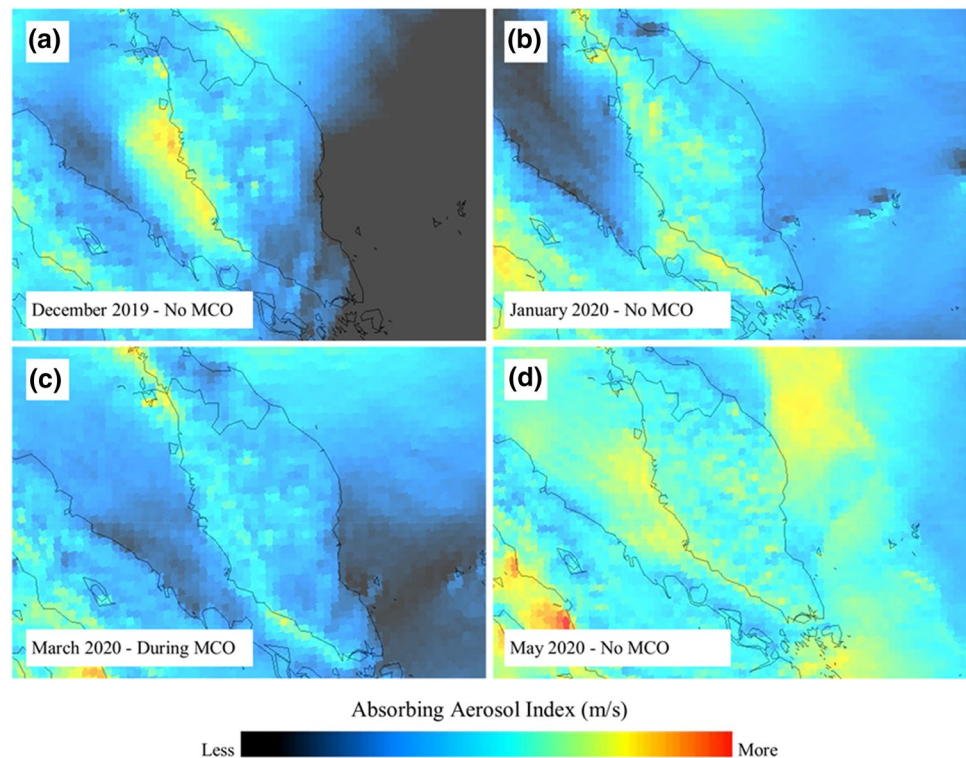 (a)
(b)
December 2019 - No MCO
January 2020 - No MCO
(c)
(d)
March 2020 - During MCO
May 2020 - No MCO
Absorbing Aerosol Index (m/s)
Less
More